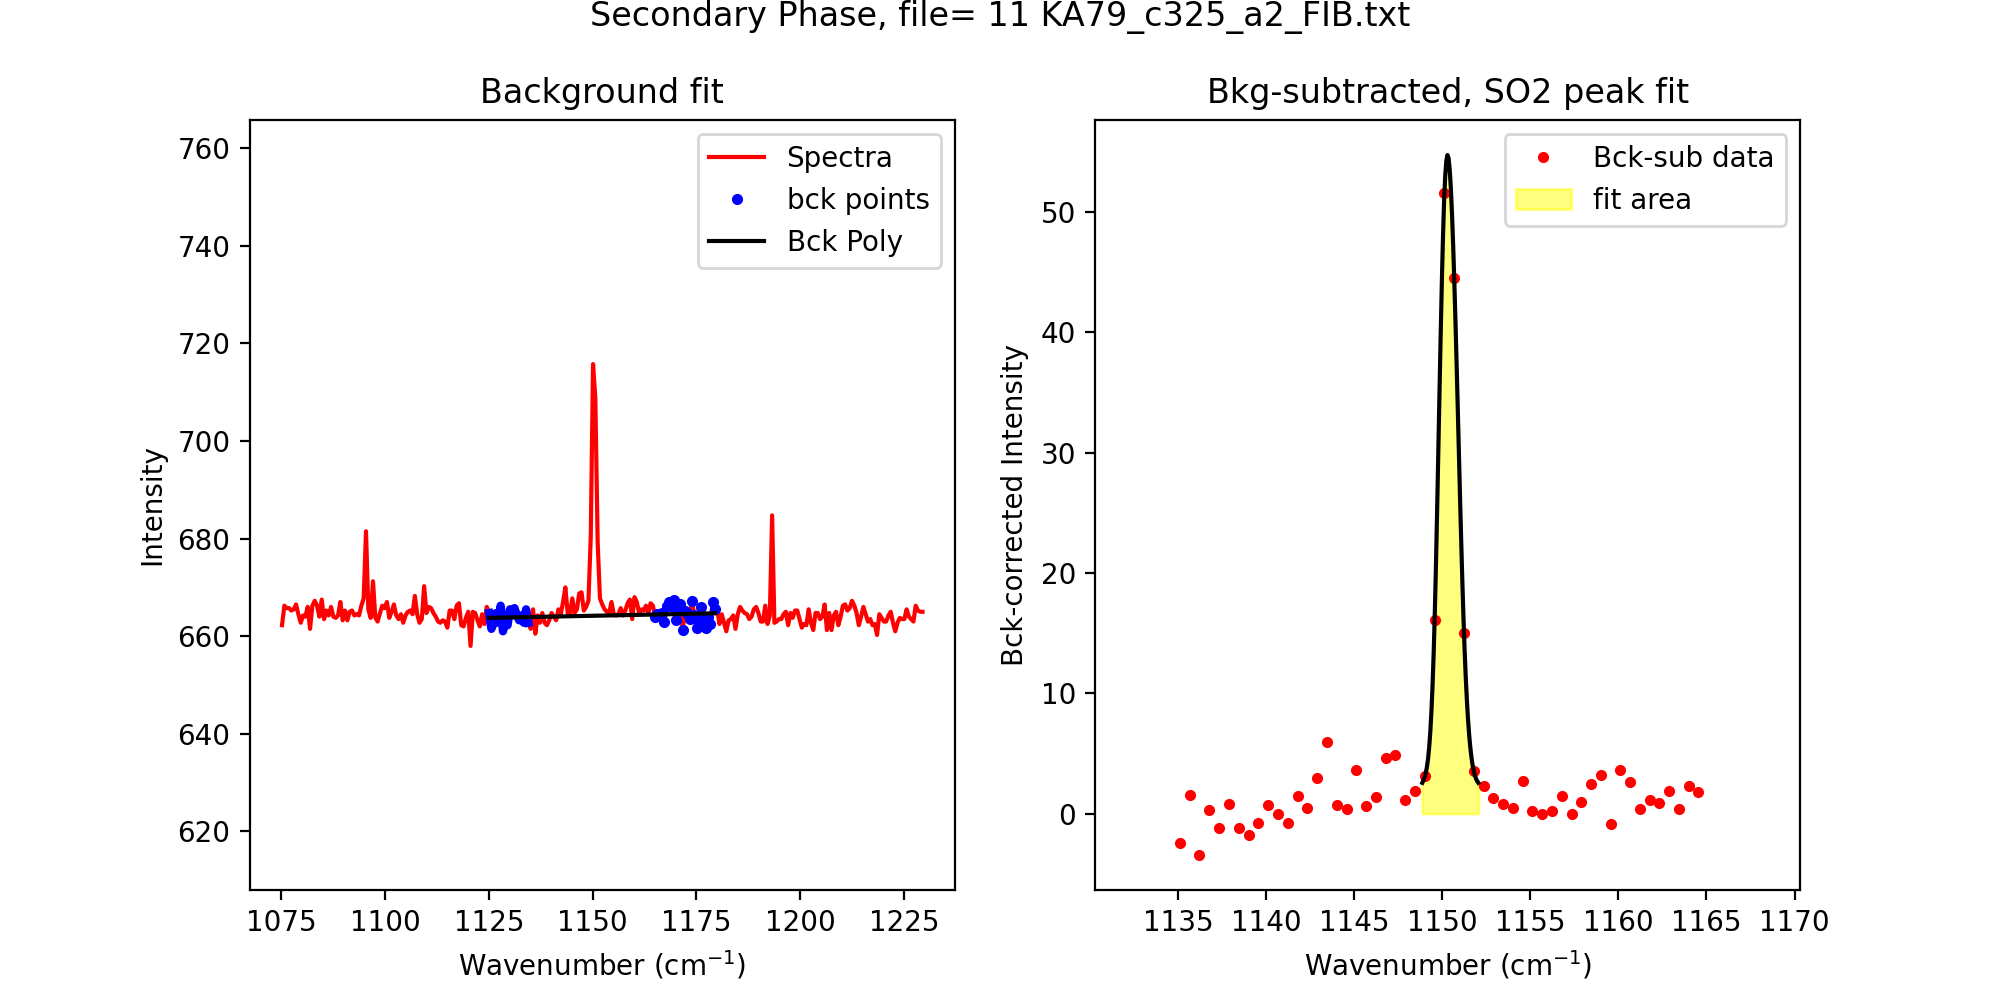 Secondary Phase, file= 11 KA79_c325_a2_FIB.txt
Background fit
Spectra
bck points
Bck Poly
Intensity
760
740
720
700
680
660
640
620
1075 1100 1125 1150 1175 1200 1225
Wavenumber (cm⁻¹)
Bkg-subtracted, SO2 peak fit
Bck-sub data
fit area
Bck-corrected Intensity
50
40
30
20
10
0
1135 1140 1145 1150 1155 1160 1165 1170
Wavenumber (cm⁻¹)